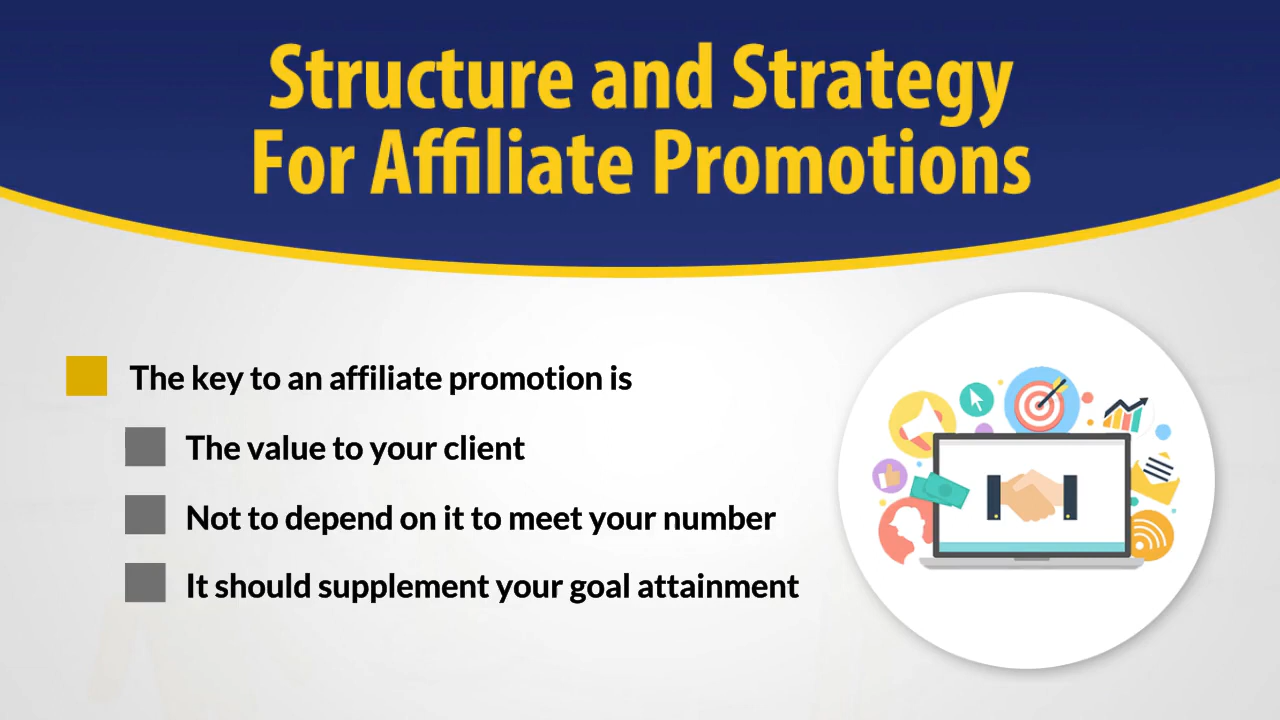 Structure and Strategy
For Affiliate Promotions
The key to an affiliate promotion is
The value to your client
Not to depend on it to meet your number
It should supplement your goal attainment